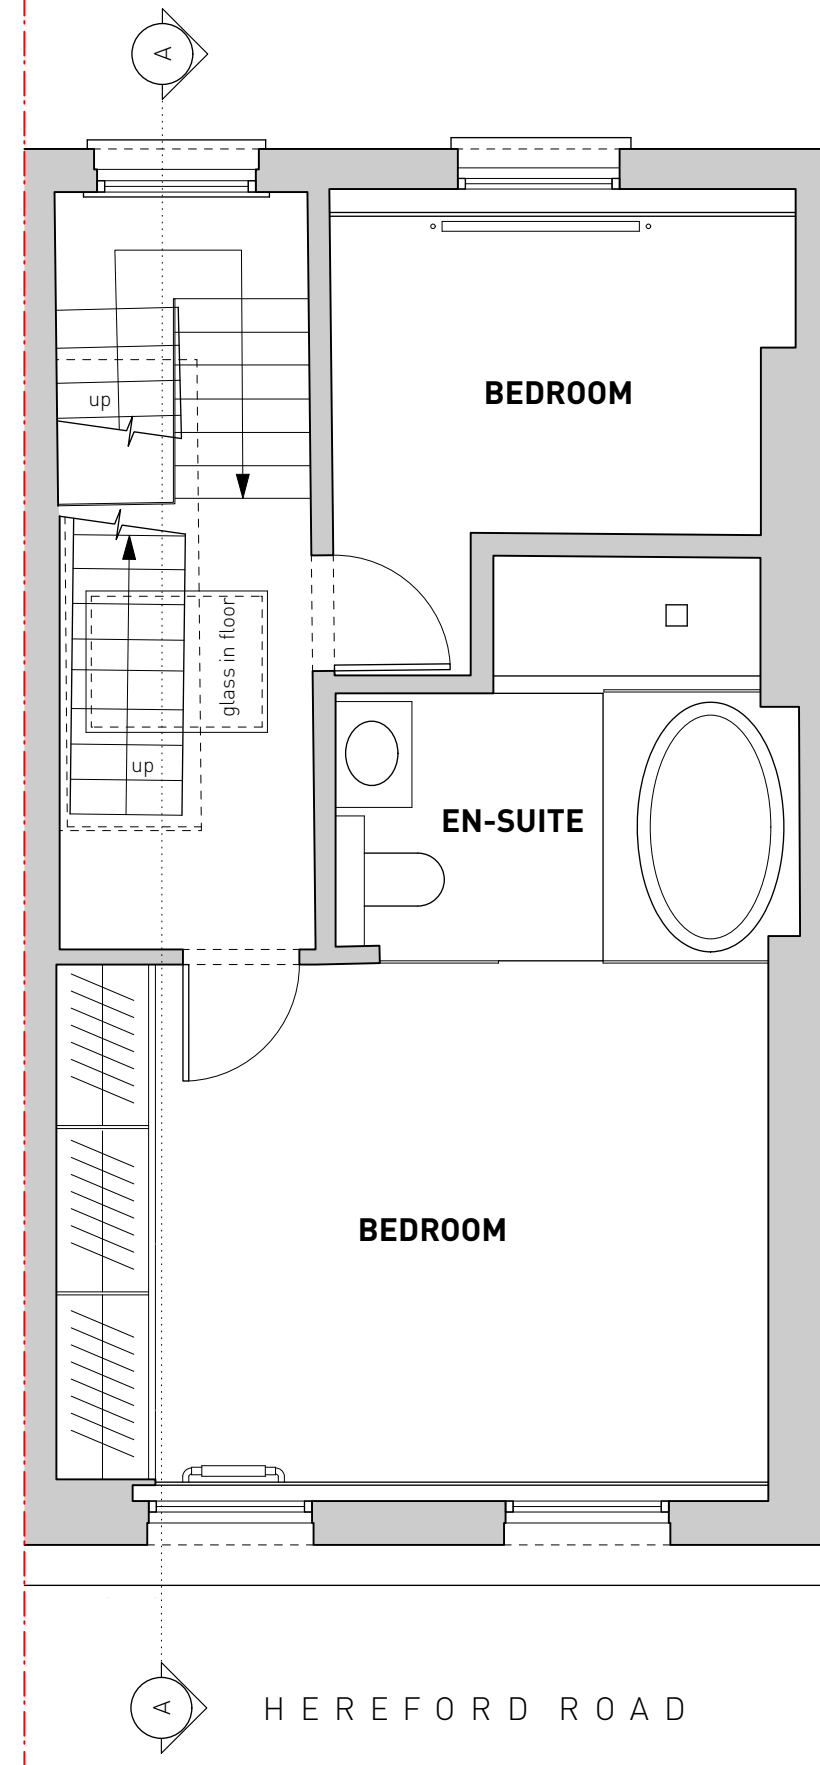 A
up
BEDROOM
glass in floor
up
EN-SUITE
BEDROOM
A
HEREFORD ROAD